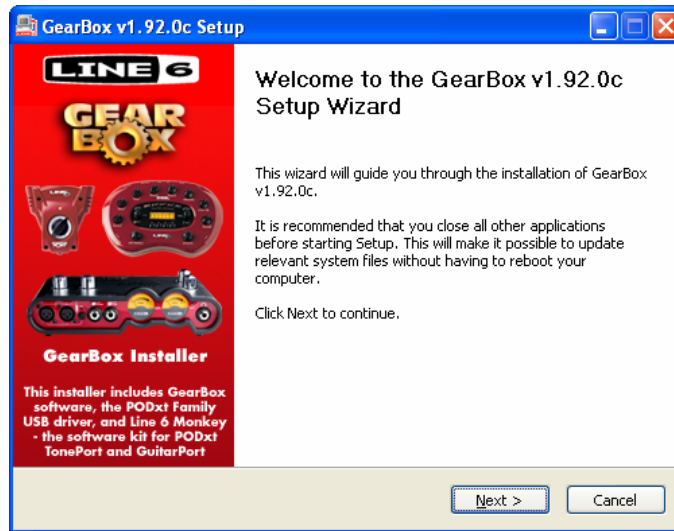 GearBox v1.92.0c Setup
LINE 6
GEAR
BOX
GearBox Installer
This installer includes GearBox
software, the PODxt Family
USB driver, and Line 6 Monkey
- the software kit for PODxt
TonePort and GuitarPort
Welcome to the GearBox v1.92.0c
Setup Wizard
This wizard will guide you through the installation of GearBox
v1.92.0c.
It is recommended that you close all other applications
before starting Setup. This will make it possible to update
relevant system files without having to reboot your
computer.
Click Next to continue.
Next >
Cancel